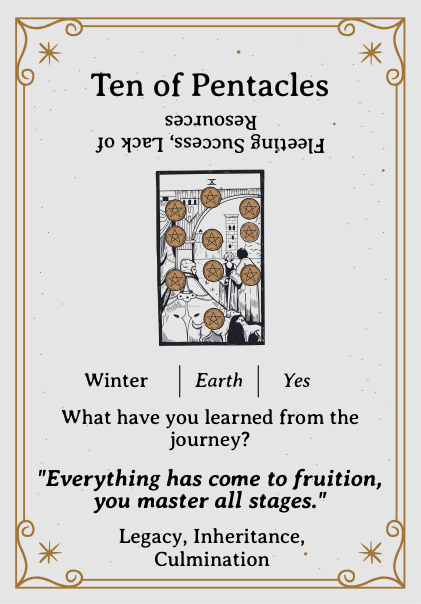 Ten of Pentacles
Fleeting Success, Lack of
Resources
X
Winter | Earth | Yes
What have you learned from the
journey?
"Everything has come to fruition,
you master all stages."
Legacy, Inheritance,
Culmination